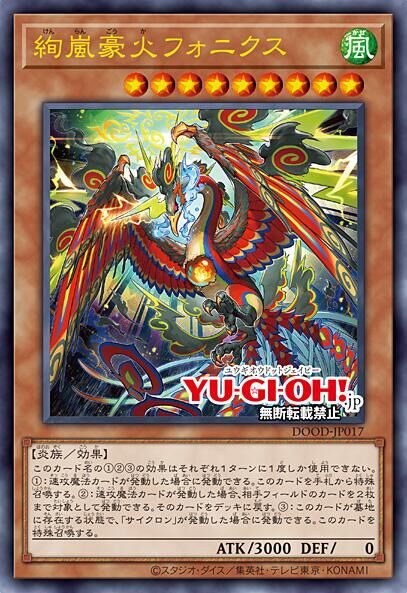 けん らん ごう か
絢嵐豪火フォニクス
かぜ
風
ユウギオウドットジェイピー
YU-GI-OH!.jp
無断転載禁止
DOOD-JP017
【炎族／効果】
このカード名の①②③の効果はそれぞれ１ターンに１度しか使用できない。
①：速攻魔法カードが発動した場合に発動できる。このカードを手札から特殊
召喚する。②：速攻魔法カードが発動した場合、相手フィールドのカードを２枚
まで対象として発動できる。そのカードをデッキに戻す。③：このカードが墓地
に存在する状態で、「サイクロン」が発動した場合に発動できる。このカードを
特殊召喚する。
ATK/3000 DEF/ 0
©スタジオ・ダイス／集英社・テレビ東京・KONAMI